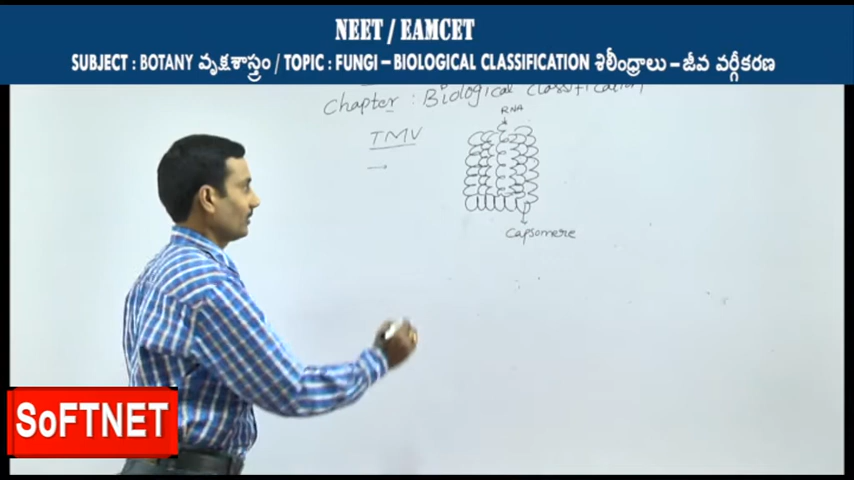 NEET / EAMCET
SUBJECT : BOTANY వృక్షశాస్త్రం / TOPIC : FUNGI – BIOLOGICAL CLASSIFICATION శిలీంధ్రాలు – జీవ వర్గీకరణ
Chapter : Biological Classification
RNA
TMV
→
Capsomere
SoFTNET